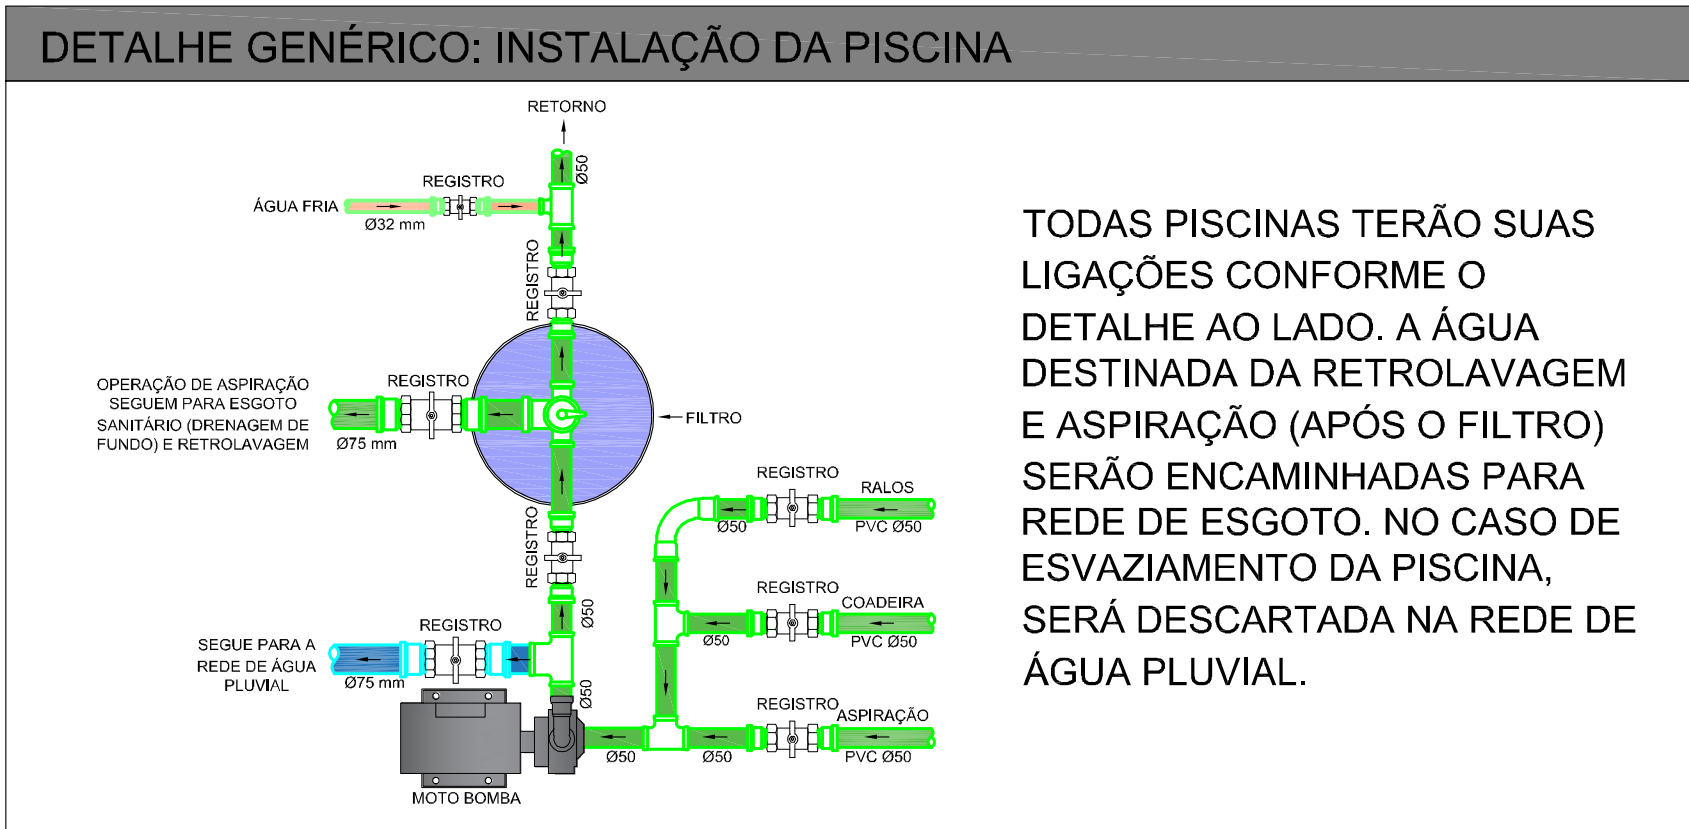 DETALHE GENÉRICO: INSTALAÇÃO DA PISCINA
RETORNO
Ø50
REGISTRO
ÁGUA FRIA
Ø32 mm
REGISTRO
OPERAÇÃO DE ASPIRAÇÃO
SEGUEM PARA ESGOTO
SANITÁRIO (DRENAGEM DE
FUNDO) E RETROLAVAGEM
REGISTRO
Ø75 mm
FILTRO
REGISTRO
REGISTRO
RALOS
Ø50
PVC Ø50
REGISTRO
COADEIRA
Ø50
PVC Ø50
Ø50
SEGUE PARA A
REDE DE ÁGUA
PLUVIAL
REGISTRO
Ø75 mm
Ø50
REGISTRO
ASPIRAÇÃO
Ø50
Ø50
PVC Ø50
MOTO BOMBA
TODAS PISCINAS TERÃO SUAS
LIGAÇÕES CONFORME O
DETALHE AO LADO. A ÁGUA
DESTINADA DA RETROLAVAGEM
E ASPIRAÇÃO (APÓS O FILTRO)
SERÃO ENCAMINHADAS PARA
REDE DE ESGOTO. NO CASO DE
ESVAZIAMENTO DA PISCINA,
SERÁ DESCARTADA NA REDE DE
ÁGUA PLUVIAL.